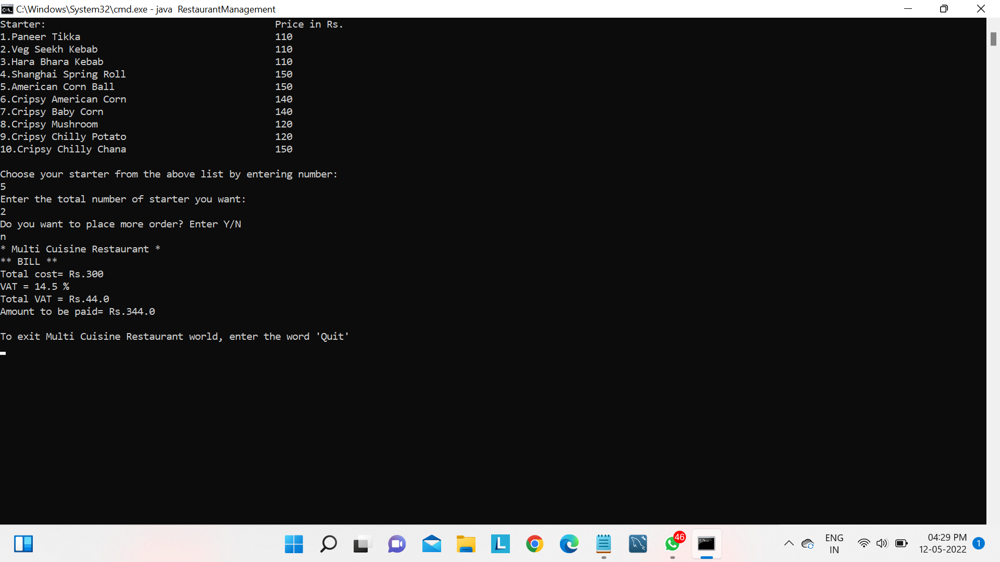 C:\Windows\System32\cmd.exe - java  RestaurantManagement
Starter: Price in Rs.
1.Paneer Tikka 110
2.Veg Seekh Kebab 110
3.Hara Bhara Kebab 110
4.Shanghai Spring Roll 150
5.American Corn Ball 150
6.Cripsy American Corn 140
7.Cripsy Baby Corn 140
8.Cripsy Mushroom 120
9.Cripsy Chilly Potato 120
10.Cripsy Chilly Chana 150
Choose your starter from the above list by entering number:
5
Enter the total number of starter you want:
2
Do you want to place more order? Enter Y/N
n
* Multi Cuisine Restaurant *
** BILL **
Total cost= Rs.300
VAT = 14.5 %
Total VAT = Rs.44.0
Amount to be paid= Rs.344.0
To exit Multi Cuisine Restaurant world, enter the word 'Quit'
L
46
ENG
IN
04:29 PM
12-05-2022
1